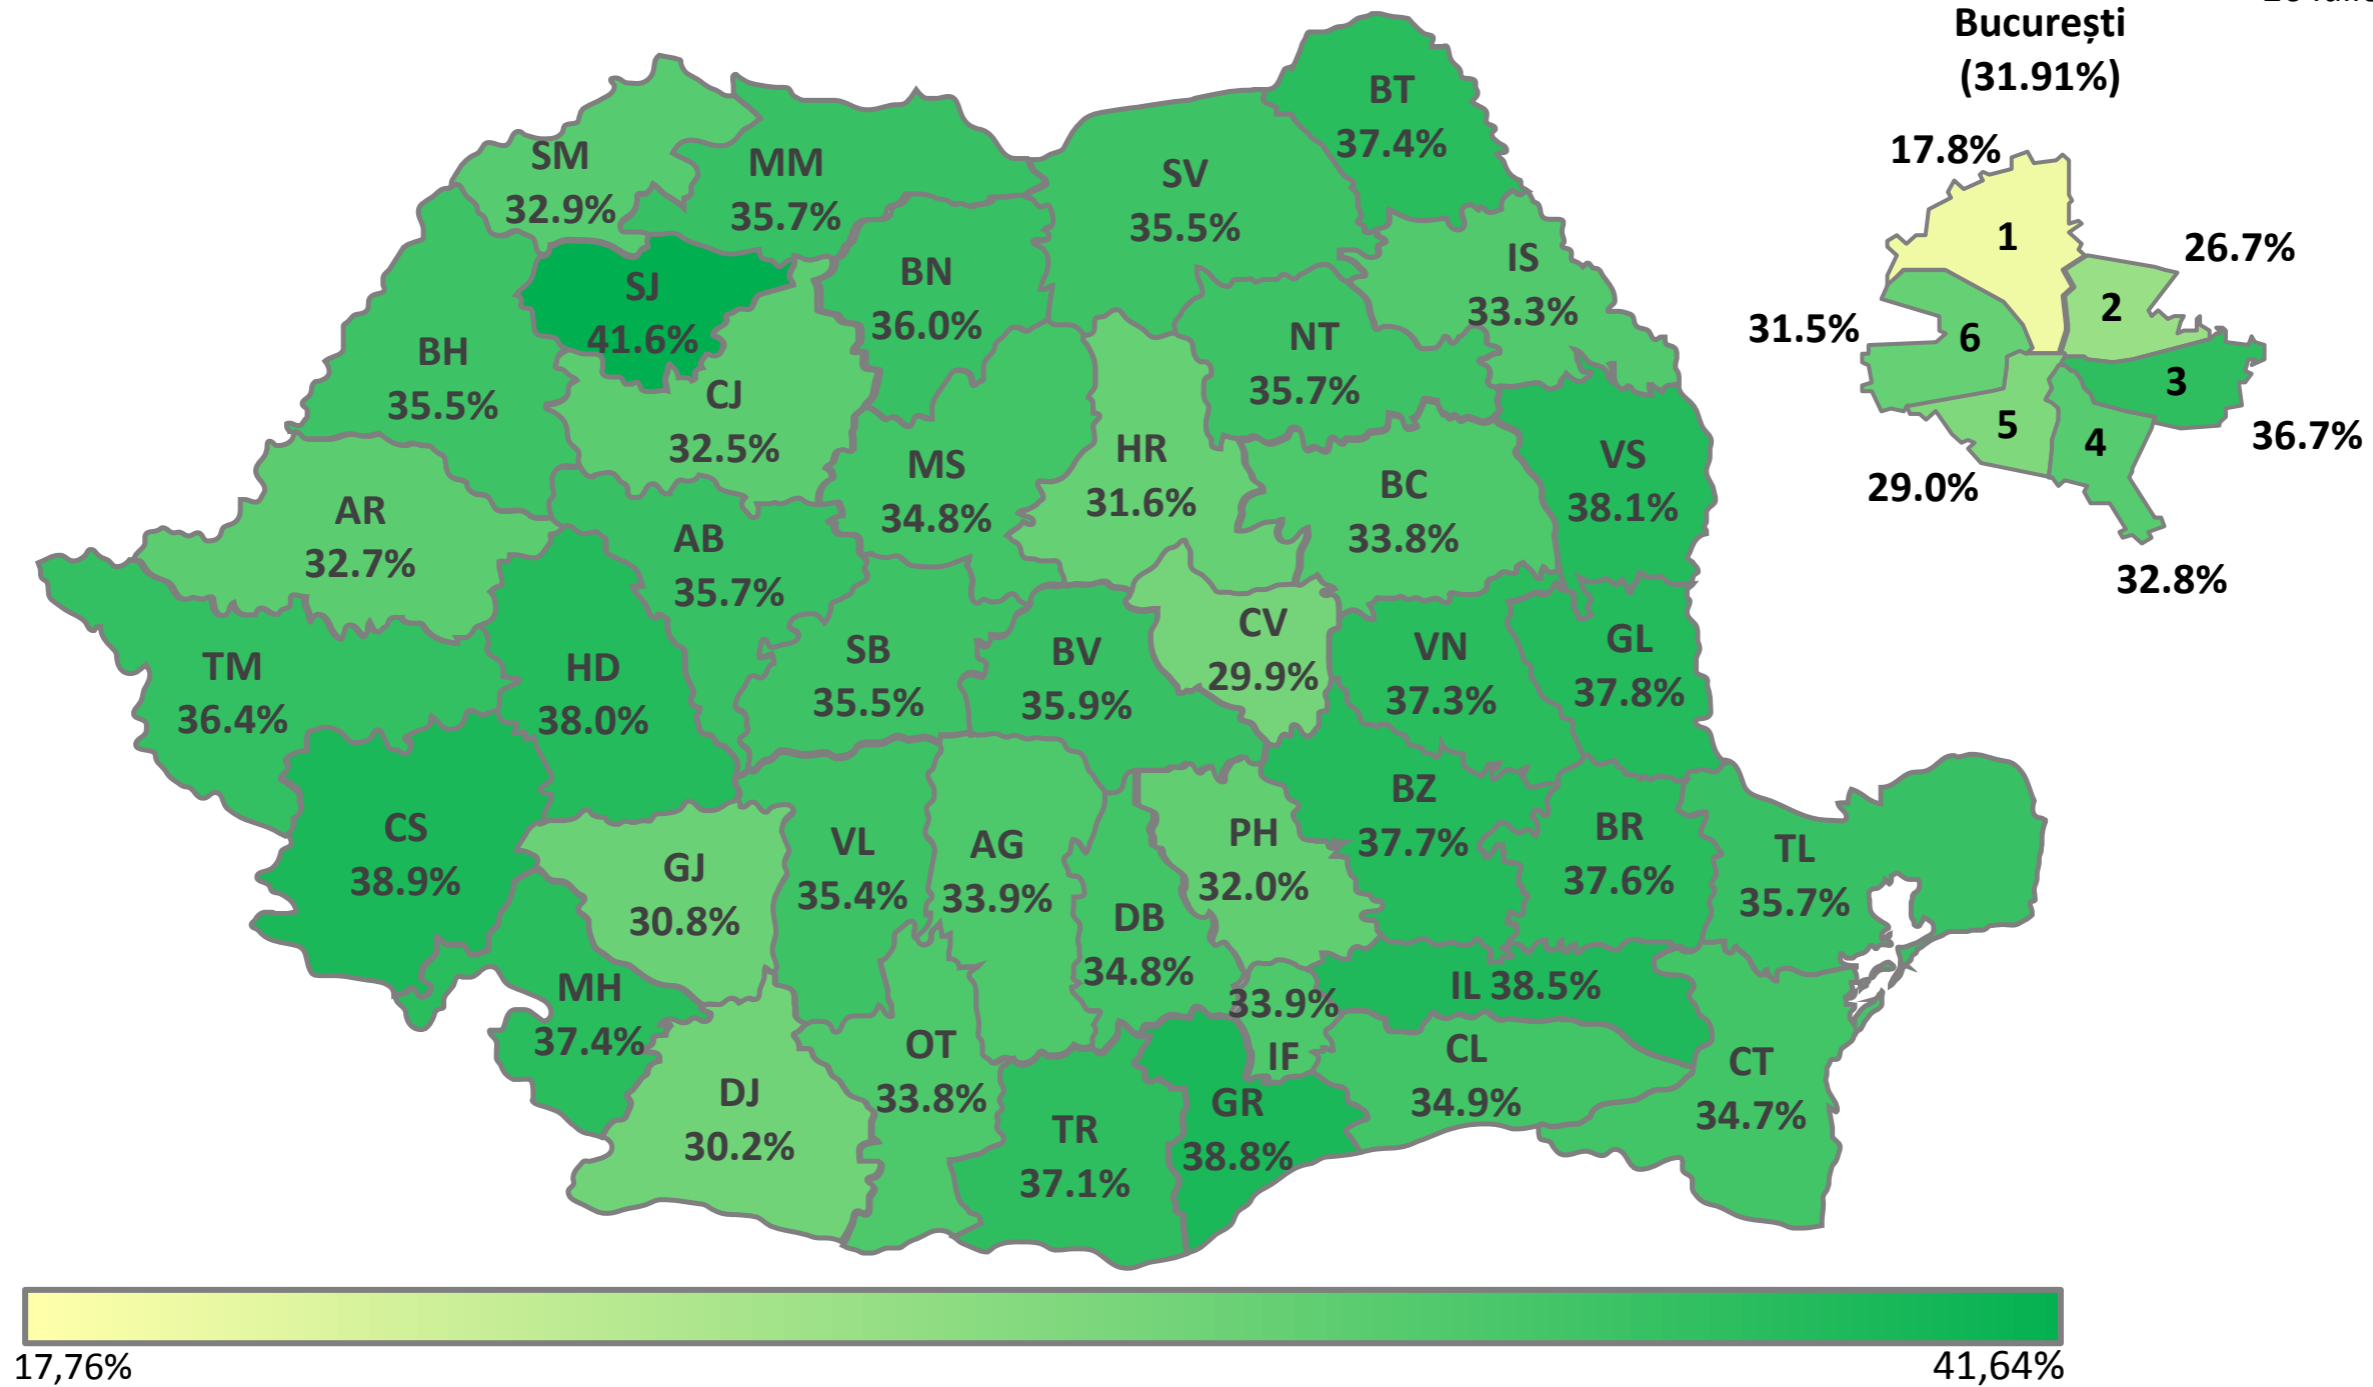 București
(31.91%)
17.8%
1
26.7%
2
31.5%
6
3
36.7%
5
4
29.0%
32.8%
BT
37.4%
SM
32.9%
MM
35.7%
SV
35.5%
IS
33.3%
SJ
41.6%
BN
36.0%
NT
35.7%
BH
35.5%
CJ
32.5%
MS
34.8%
HR
31.6%
BC
33.8%
VS
38.1%
AR
32.7%
AB
35.7%
CV
29.9%
TM
36.4%
HD
38.0%
SB
35.5%
BV
35.9%
VN
37.3%
GL
37.8%
CS
38.9%
GJ
30.8%
VL
35.4%
AG
33.9%
DB
34.8%
PH
32.0%
BZ
37.7%
BR
37.6%
TL
35.7%
MH
37.4%
33.9%
IF
IL 38.5%
DJ
30.2%
OT
33.8%
TR
37.1%
GR
38.8%
CL
34.9%
CT
34.7%
17,76%
41,64%